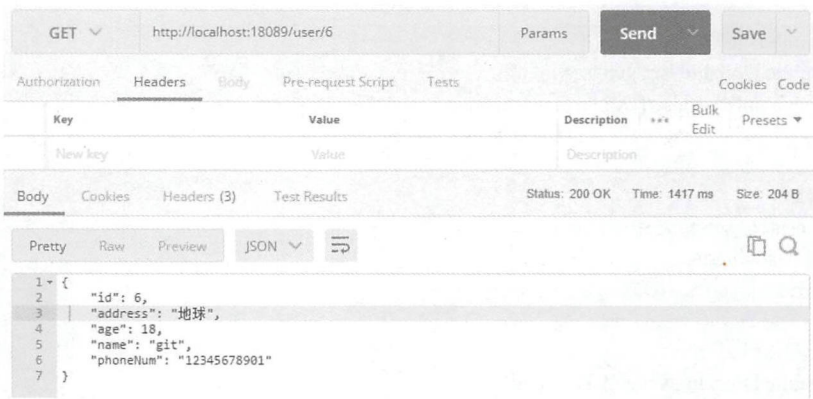 GET http://localhost:18089/user/6 Params Send Save
Authorization Headers Body Pre-request Script Tests Cookies Code
Key Value Description ••• Bulk Edit Presets
New key Value Description
Body Cookies Headers (3) Test Results Status: 200 OK Time: 1417 ms Size: 204 B
Pretty Raw Preview JSON
1 {
2 "id": 6,
3 "address": "地球",
4 "age": 18,
5 "name": "git",
6 "phoneNum": "12345678901"
7 }